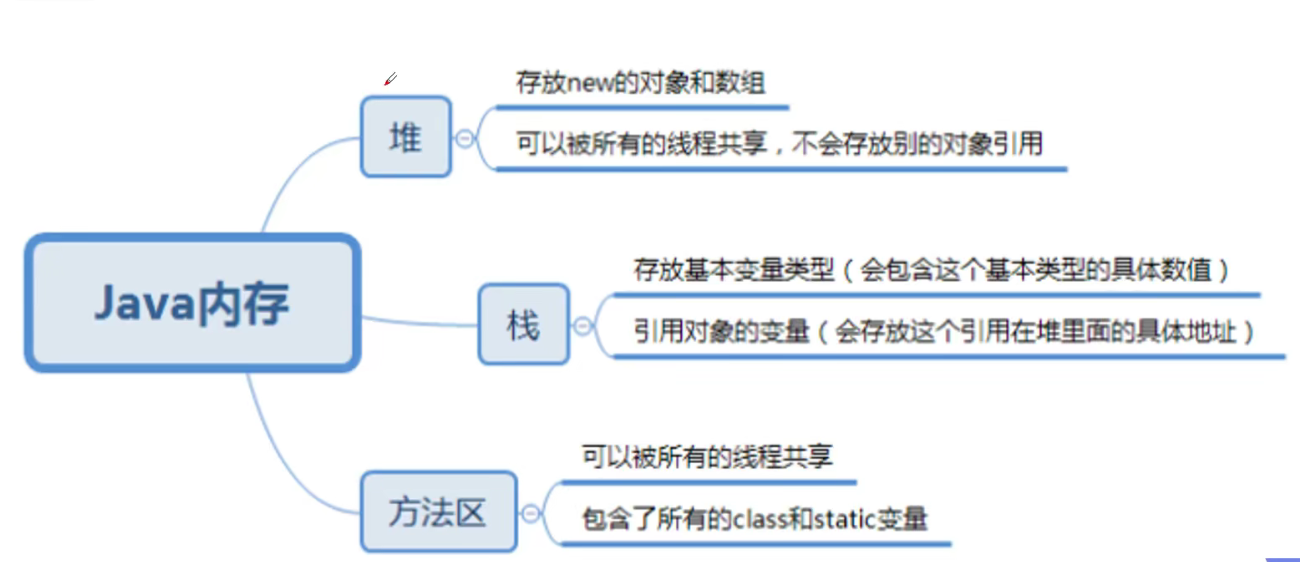 堆
存放new的对象和数组
可以被所有的线程共享，不会存放别的对象引用
Java内存
栈
存放基本变量类型（会包含这个基本类型的具体数值）
引用对象的变量（会存放这个引用在堆里面的具体地址）
方法区
可以被所有的线程共享
包含了所有的class和static变量